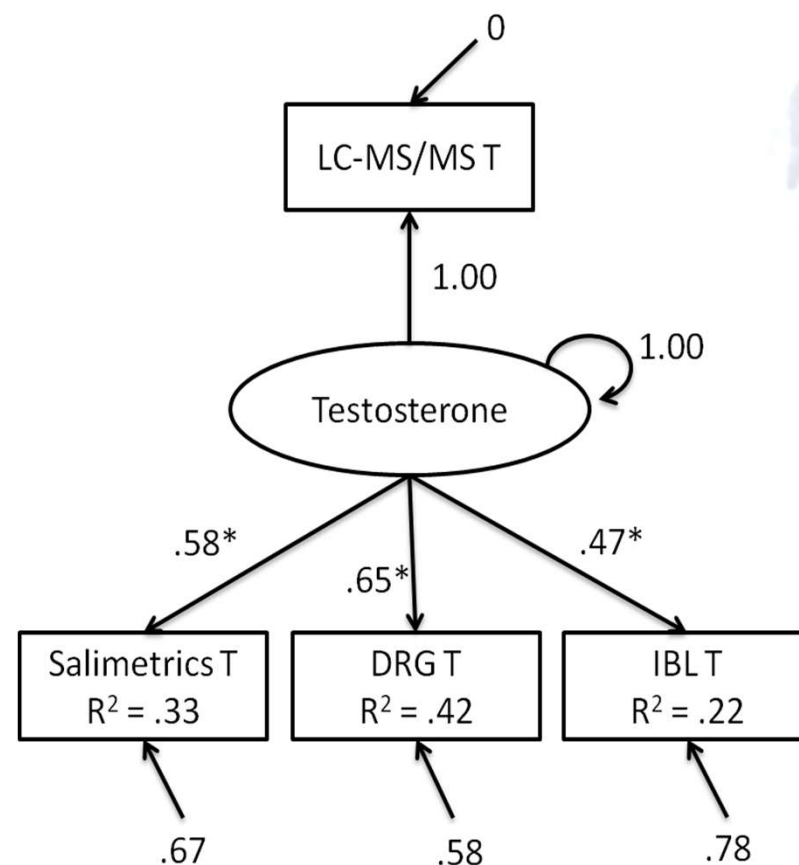 0
LC-MS/MS T
1.00
1.00
Testosterone
.58*
.65*
.47*
Salimetrics T
R² = .33
DRG T
R² = .42
IBL T
R² = .22
.67
.58
.78